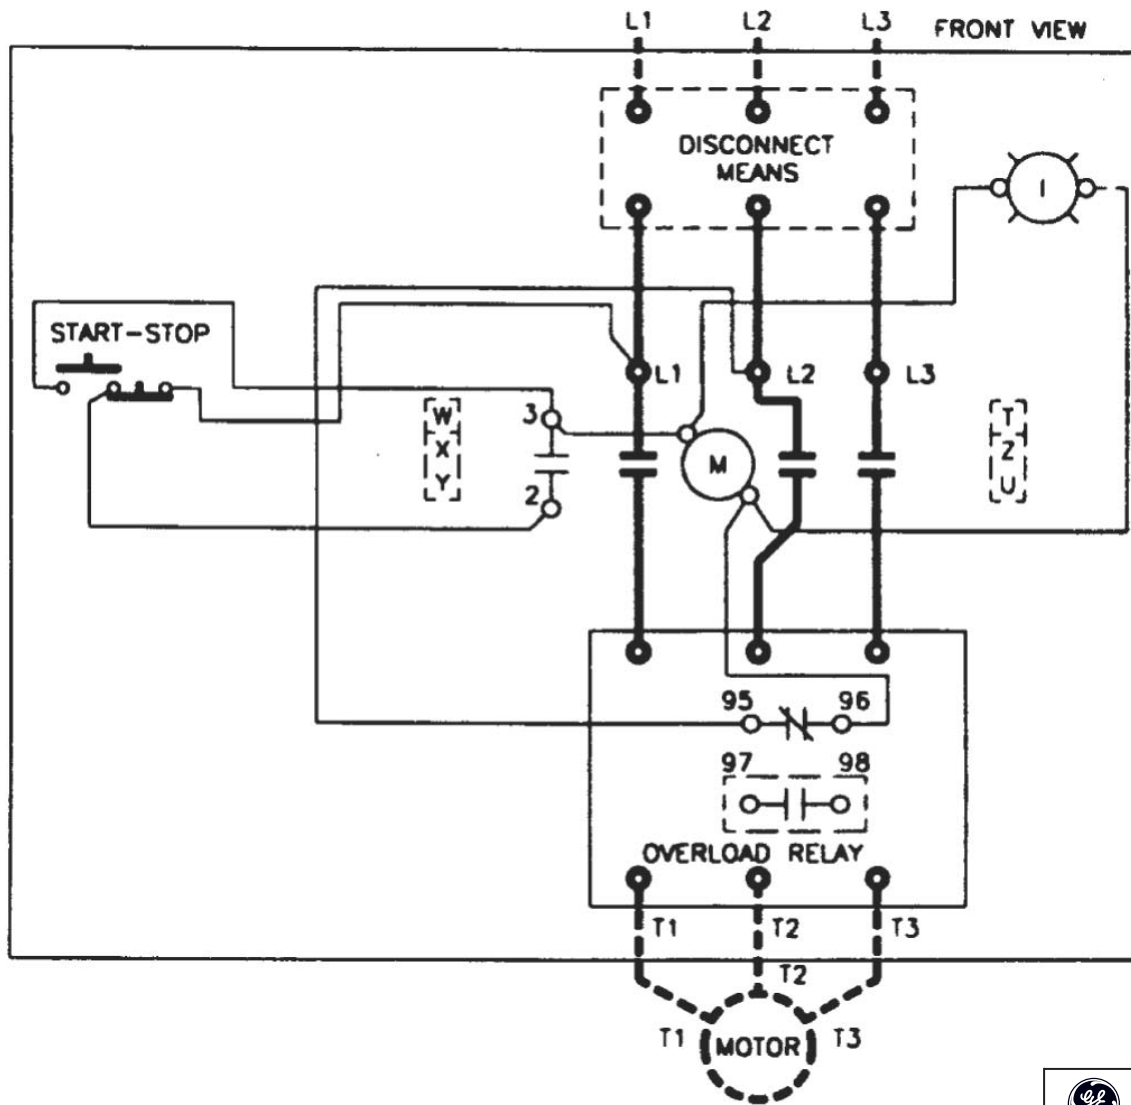 L1 L2 L3 FRONT VIEW
DISCONNECT
MEANS
I
START-STOP
L1 L2 L3
W
X
Y
3
2
M
T
Z
U
95 96
97 98
OVERLOAD RELAY
T1 T2 T3
T2
T1 MOTOR T3
GE